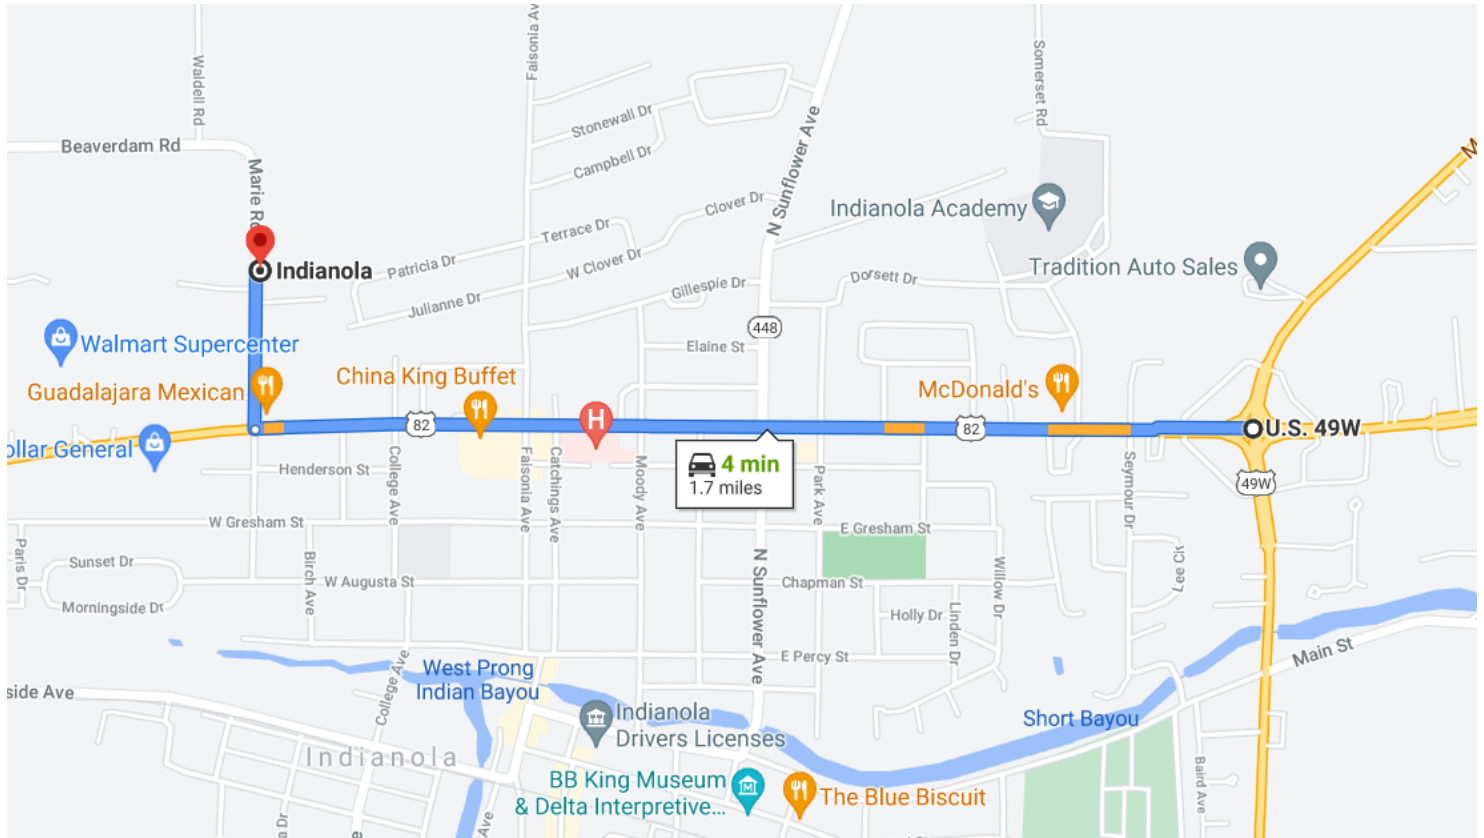 Faisonia Av
Waldell Rd
Somerset Rd
Stonewall Dr
Beaverdam Rd
Campbell Dr
N Sunflower Ave
Marie Rd
Clover Dr
Indianola Academy
Terrace Dr
Indianola
Patricia Dr
W Clover Dr
Tradition Auto Sales
Julianne Dr
Gillespie Dr
Dorsett Dr
448
Walmart Supercenter
Elaine St
China King Buffet
Guadalajara Mexican
McDonald's
H
82
82
U.S. 49W
ollar General
4 min
1.7 miles
Henderson St
College Ave
Faisonia Ave
Catchings Ave
Moody Ave
Park Ave
Seymour Dr
49W
W Gresham St
E Gresham St
Paris Dr
Sunset Dr
Birch Ave
W Augusta St
N Sunflower Ave
Chapman St
Willow Dr
Lee Cir
Morningside Dr
Holly Dr
Linden Dr
E Percy St
Main St
side Ave
College Ave
West Prong
Indian Bayou
Indianola
Drivers Licenses
Short Bayou
Indianola
BB King Museum
& Delta Interpretive...
The Blue Biscuit
Baird Ave
Ave